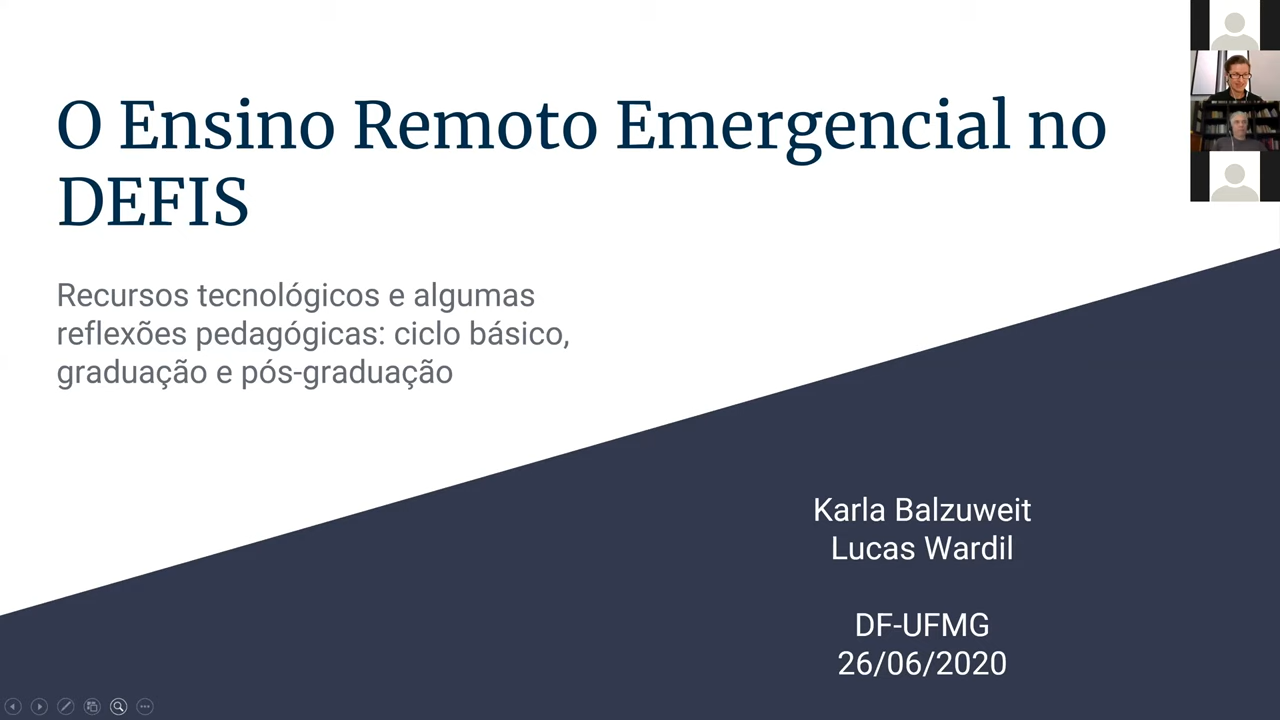 O Ensino Remoto Emergencial no
DEFIS
Recursos tecnológicos e algumas
reflexões pedagógicas: ciclo básico,
graduação e pós-graduação
Karla Balzuweit
Lucas Wardil
DF-UFMG
26/06/2020